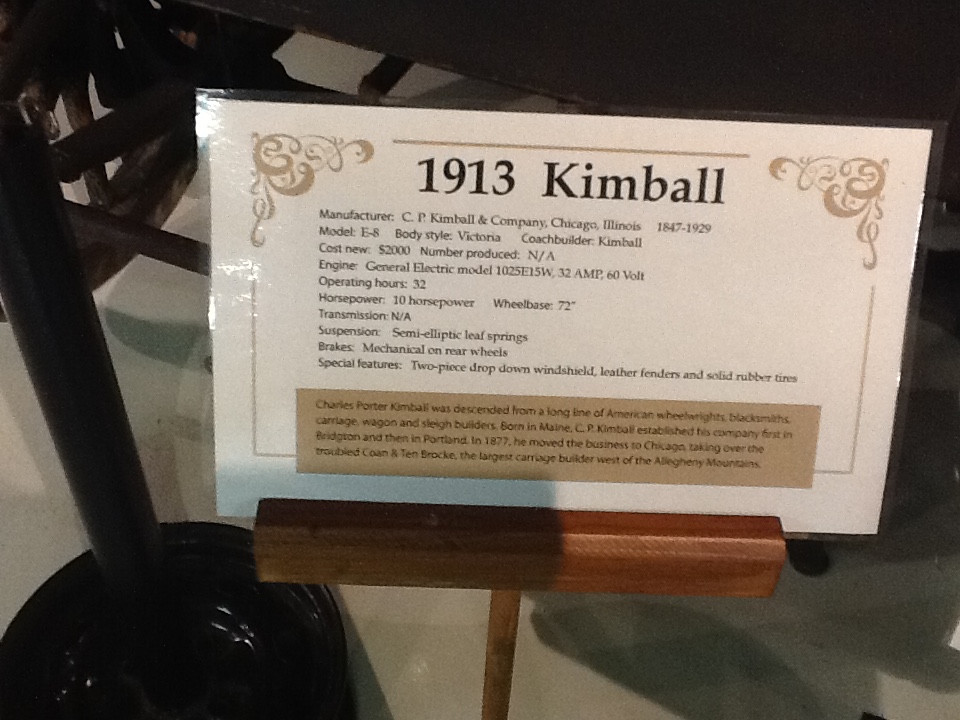 1913 Kimball
Manufacturer: C. P. Kimball & Company, Chicago, Illinois 1847-1929
Model: E-8 Body style: Victoria Coachbuilder: Kimball
Cost new: $2000 Number produced: N/A
Engine: General Electric model 1025E15W, 32 AMP, 60 Volt
Operating hours: 32
Horsepower: 10 horsepower Wheelbase: 72"
Transmission: N/A
Suspension: Semi-elliptic leaf springs
Brakes: Mechanical on rear wheels
Special features: Two-piece drop down windshield, leather fenders and solid rubber tires
Charles Porter Kimball was descended from a long line of American wheelwrights, blacksmiths,
carriage, wagon and sleigh builders. Born in Maine, C. P. Kimball established his company first in
Bridgton and then in Portland. In 1877, he moved the business to Chicago, taking over the
troubled Coan & Ten Brocke, the largest carriage builder west of the Allegheny Mountains.